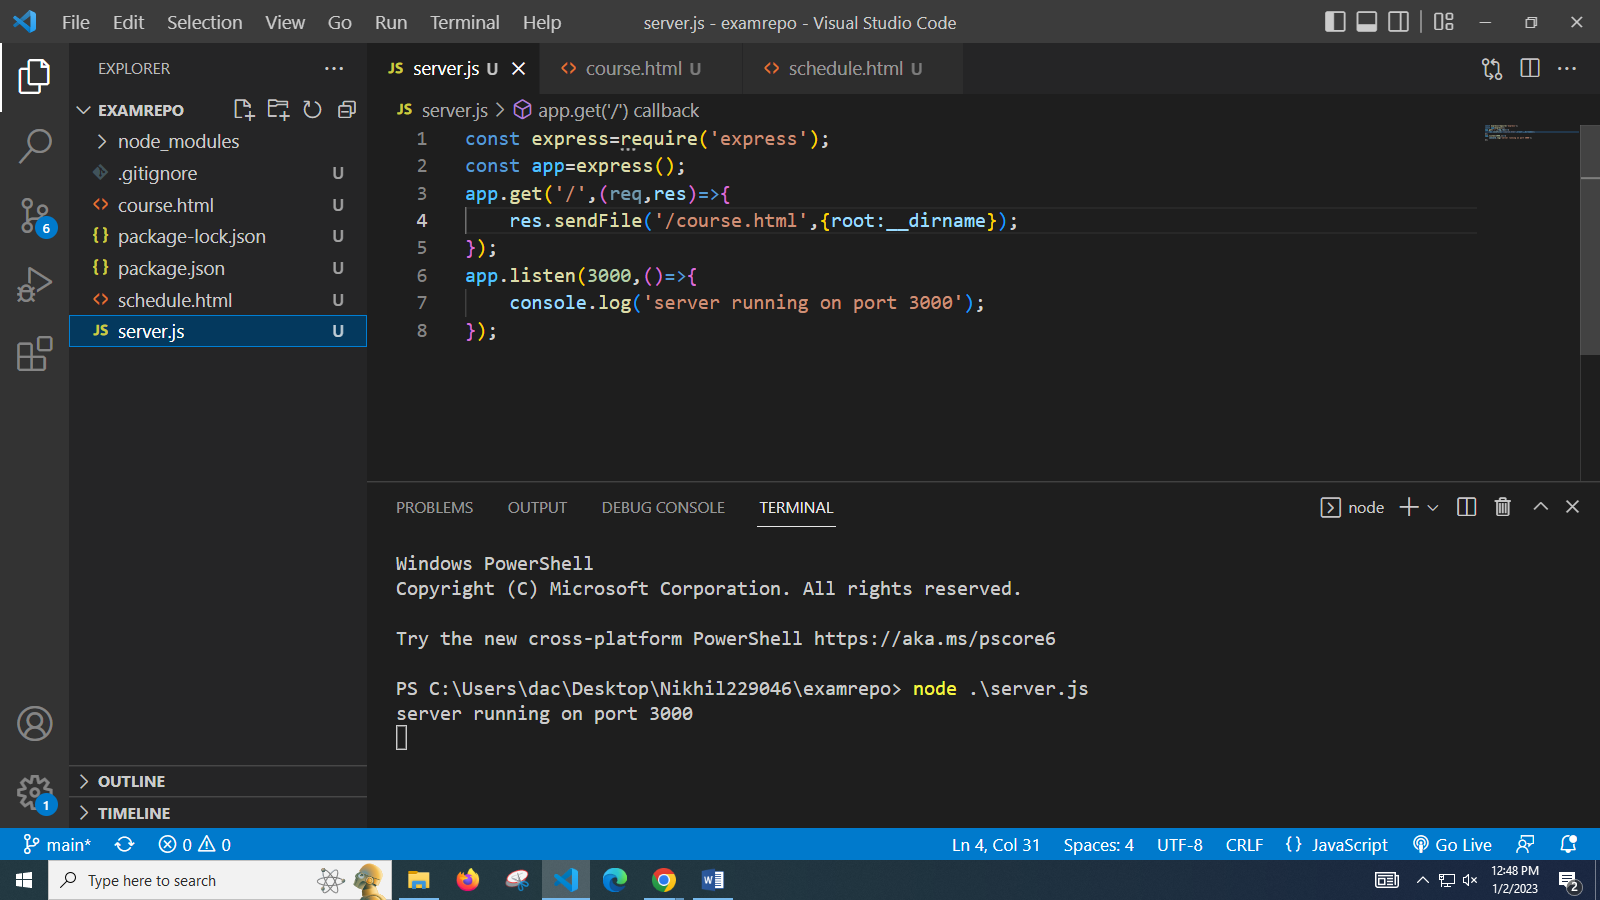 File Edit Selection View Go Run Terminal Help server.js - examrepo - Visual Studio Code
EXPLORER
EXAMREPO
node_modules
.gitignore U
course.html U
package-lock.json U
package.json U
schedule.html U
JS server.js U
OUTLINE
TIMELINE
6
1
JS server.js U course.html U schedule.html U
JS server.js > app.get('/') callback
1 const express=require('express');
2 const app=express();
3 app.get('/',(req,res)=>{
4 res.sendFile('/course.html',{root:__dirname});
5 });
6 app.listen(3000,()=>{
7 console.log('server running on port 3000');
8 });
PROBLEMS OUTPUT DEBUG CONSOLE TERMINAL node
Windows PowerShell
Copyright (C) Microsoft Corporation. All rights reserved.
Try the new cross-platform PowerShell https://aka.ms/pscore6
PS C:\Users\dac\Desktop\Nikhil229046\examrepo> node .\server.js
server running on port 3000
main* 0 0 Ln 4, Col 31 Spaces: 4 UTF-8 CRLF {} JavaScript Go Live
Type here to search
12:48 PM
1/2/2023
2